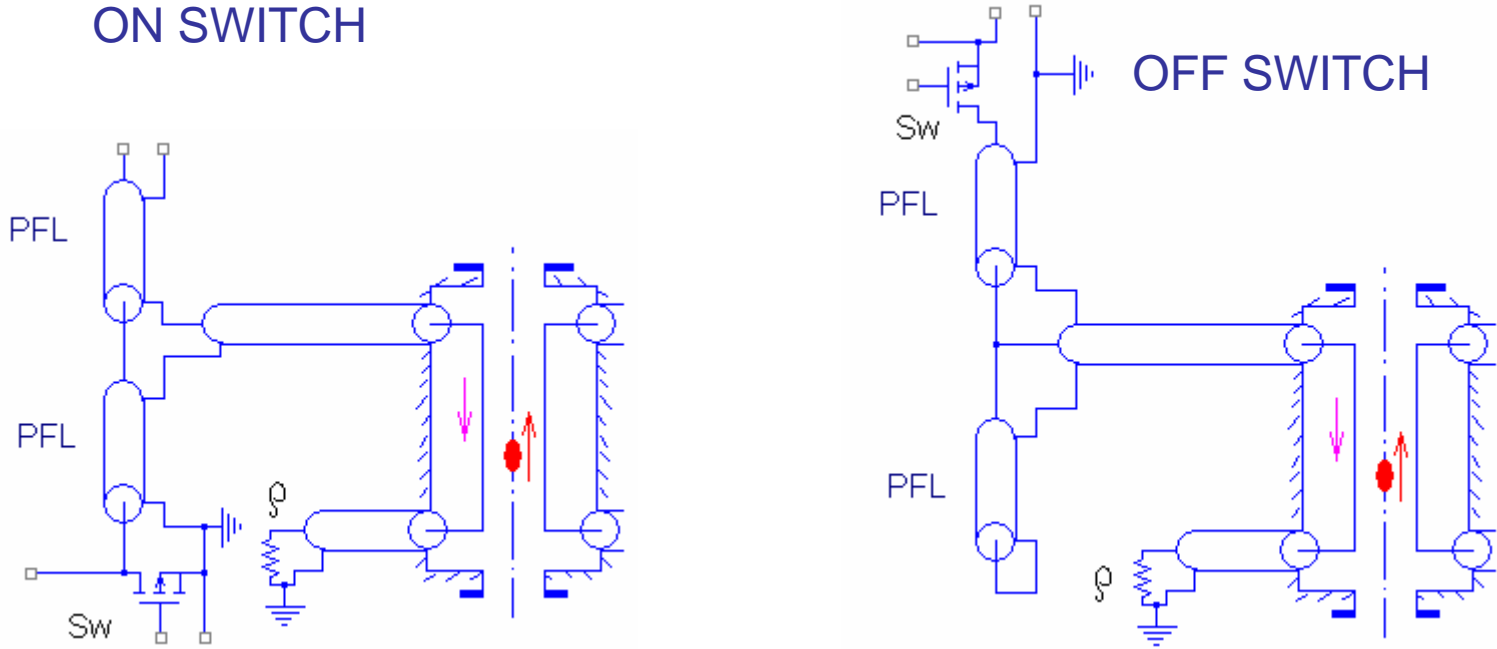 ON SWITCH
OFF SWITCH
Sw
PFL
PFL
PFL
PFL
ρ
ρ
Sw